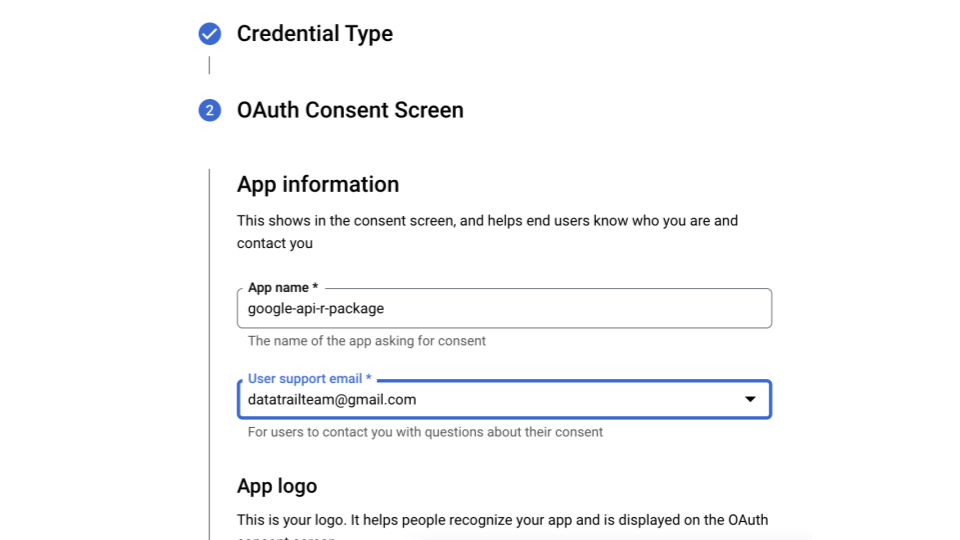 Credential Type
2
OAuth Consent Screen
App information
This shows in the consent screen, and helps end users know who you are and
contact you
App name *
google-api-r-package
The name of the app asking for consent
User support email *
datatrailteam@gmail.com
For users to contact you with questions about their consent
App logo
This is your logo. It helps people recognize your app and is displayed on the OAuth
consent screen